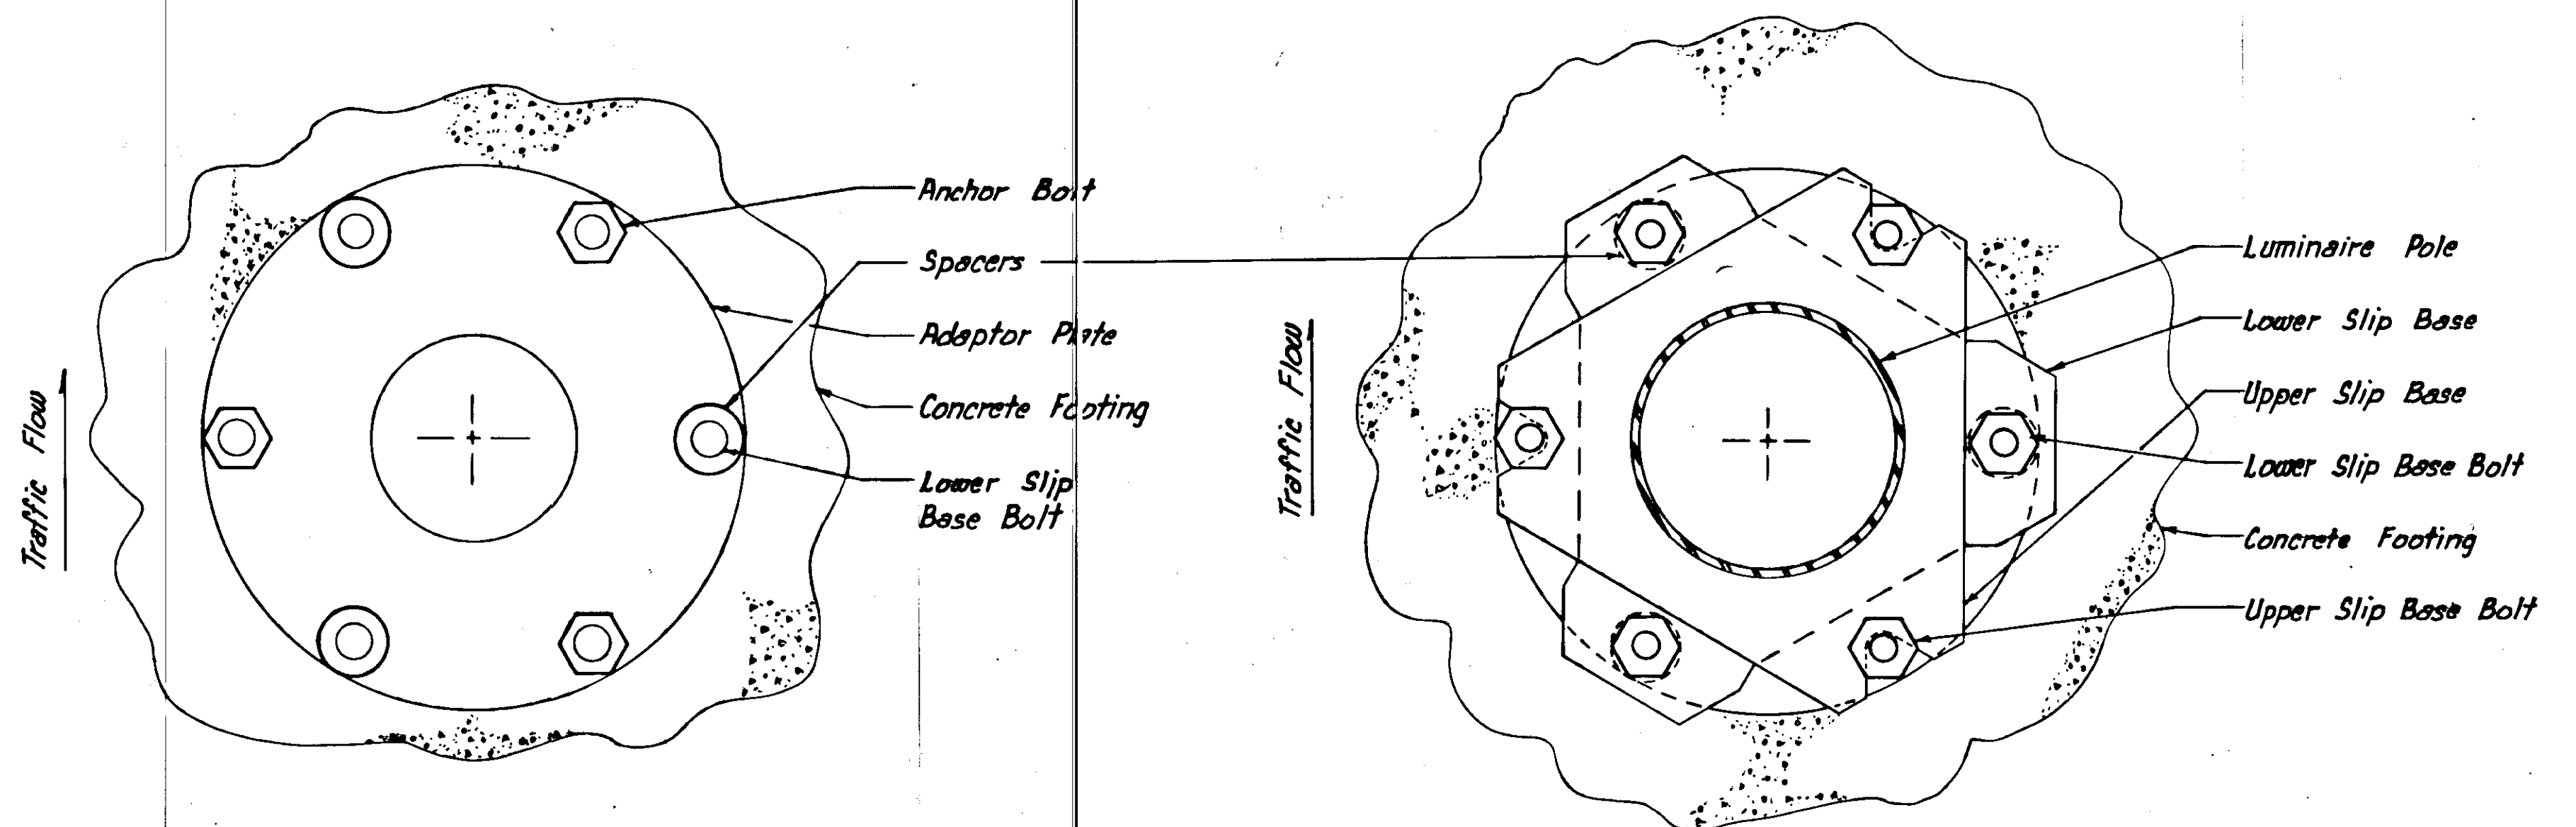 Anchor Bolt
Spacers
Adaptor Plate
Concrete Footing
Lower Slip
Base Bolt
Traffic Flow
Luminaire Pole
Lower Slip Base
Upper Slip Base
Lower Slip Base Bolt
Concrete Footing
Upper Slip Base Bolt
Traffic Flow